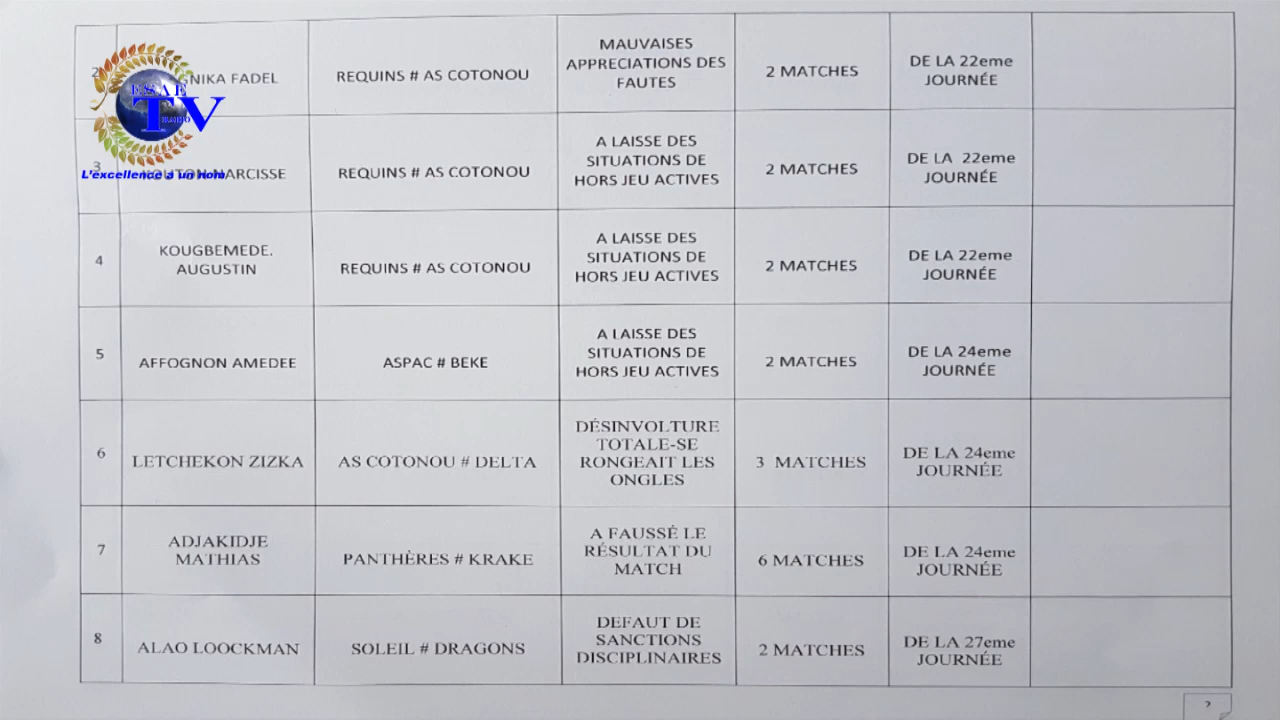 2
GNIKA FADEL
REQUINS # AS COTONOU
MAUVAISES
APPRECIATIONS DES
FAUTES
2 MATCHES
DE LA 22eme
JOURNÉE
ESAE
TV
L'excellence a un nom
3
NARCISSE
REQUINS # AS COTONOU
A LAISSE DES
SITUATIONS DE
HORS JEU ACTIVES
2 MATCHES
DE LA 22eme
JOURNÉE
4
KOUGBEMEDE.
AUGUSTIN
REQUINS # AS COTONOU
A LAISSE DES
SITUATIONS DE
HORS JEU ACTIVES
2 MATCHES
DE LA 22eme
JOURNÉE
5
AFFOGNON AMEDEE
ASPAC # BEKE
A LAISSE DES
SITUATIONS DE
HORS JEU ACTIVES
2 MATCHES
DE LA 24eme
JOURNÉE
6
LETCHEKON ZIZKA
AS COTONOU # DELTA
DÉSINVOLTURE
TOTALE-SE
RONGEAIT LES
ONGLES
3 MATCHES
DE LA 24eme
JOURNÉE
7
ADJAKIDJE
MATHIAS
PANTHÈRES # KRAKE
A FAUSSÉ LE
RÉSULTAT DU
MATCH
6 MATCHES
DE LA 24eme
JOURNÉE
8
ALAO LOOCKMAN
SOLEIL # DRAGONS
DEFAUT DE
SANCTIONS
DISCIPLINAIRES
2 MATCHES
DE LA 27eme
JOURNÉE